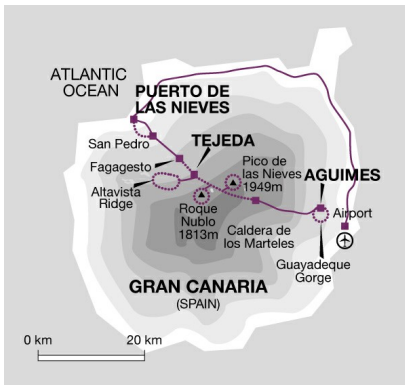 ATLANTIC
OCEAN
PUERTO DE
LAS NIEVES
San Pedro
TEJEDA
Fagagesto
Pico de
las Nieves
1949m
AGUIMES
Altavista
Ridge
Roque
Nublo
1813m
Airport
Caldera de
los Marteles
Guayadeque
Gorge
GRAN CANARIA
(SPAIN)
0 km
20 km